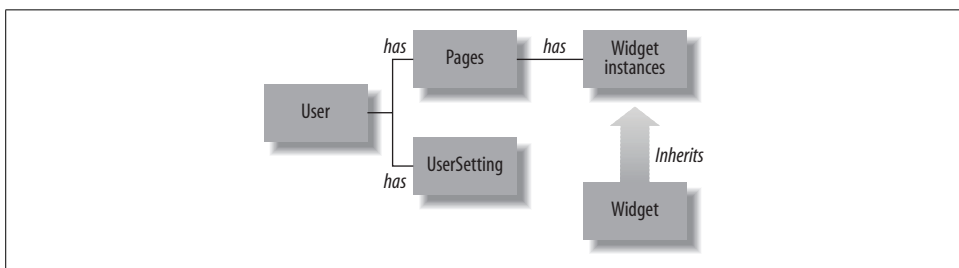 has
Pages
has
Widget
instances
User
UserSetting
has
Inherits
Widget